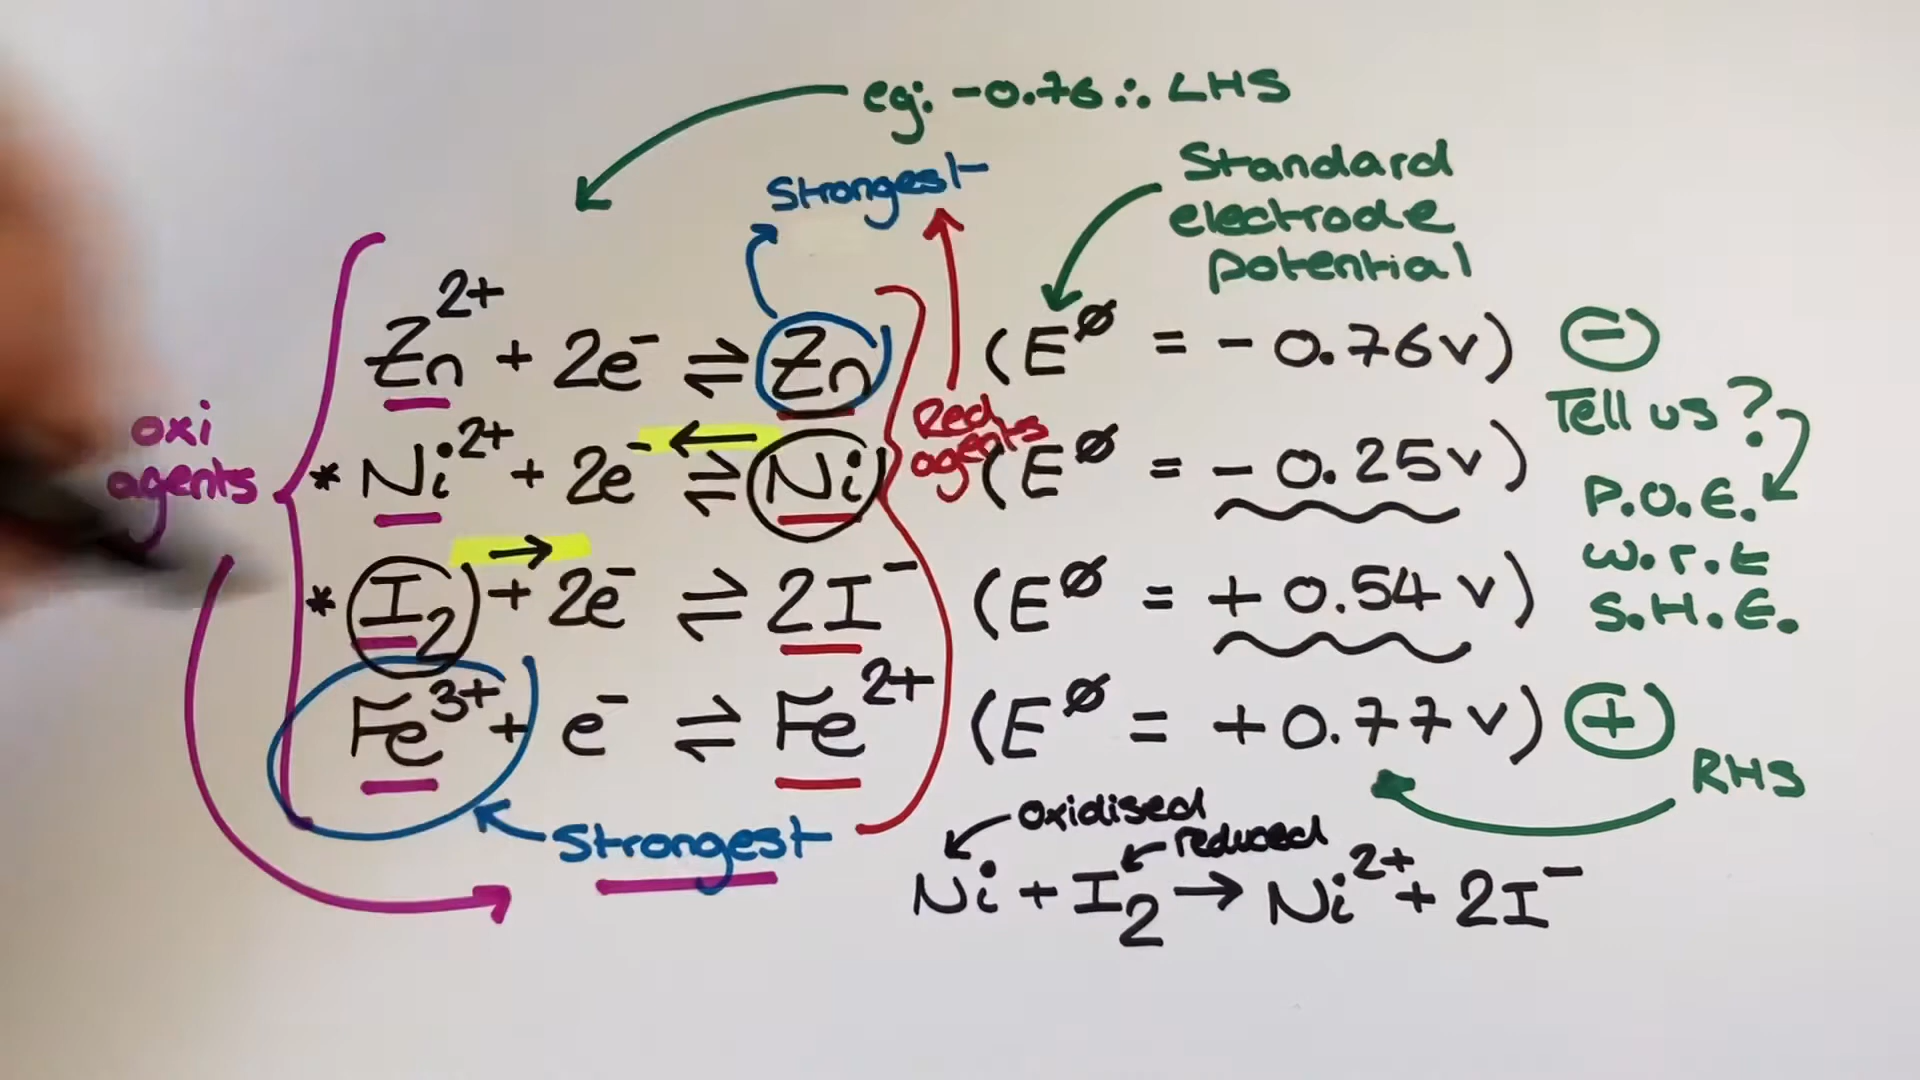 eg: -0.76 ∴ LHS
Strongest
Standard
electrode
potential
Zn²⁺ + 2e⁻ ⇌ Zn (E^ø = - 0.76v) ⊖
Tell us?
oxi
agents
Red
agents
* Ni²⁺ + 2e⁻ ← ⇌ Ni (E^ø = - 0.25v)
P.O.E.
w.r.t
S.H.E.
* I₂ → + 2e⁻ ⇌ 2I⁻ (E^ø = + 0.54v)
Fe³⁺ + e⁻ ⇌ Fe²⁺ (E^ø = +0.77v) ⊕
RHS
Strongest
oxidised
reduced
Ni + I₂ → Ni²⁺ + 2I⁻